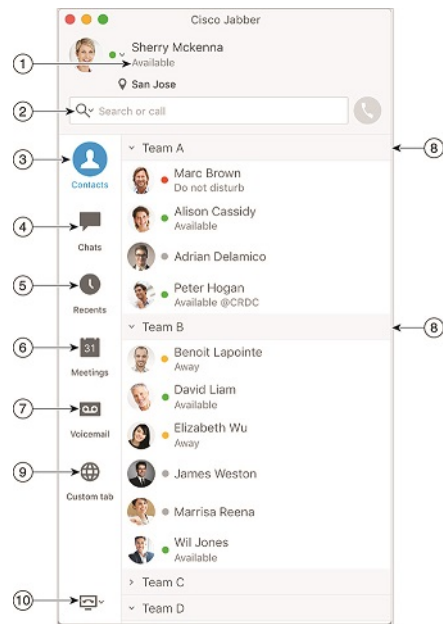 Cisco Jabber
Sherry Mckenna
1
Available
San Jose
2
Search or call
3
Contacts
Team A
8
Marc Brown
Do not disturb
4
Chats
Alison Cassidy
Available
Adrian Delamico
5
Recents
Peter Hogan
Available @CRDC
Team B
8
6
31
Meetings
Benoit Lapointe
Away
David Liam
Available
7
Voicemail
Elizabeth Wu
Away
9
Custom tab
James Weston
Marrisa Reena
Wil Jones
Available
Team C
10
Team D